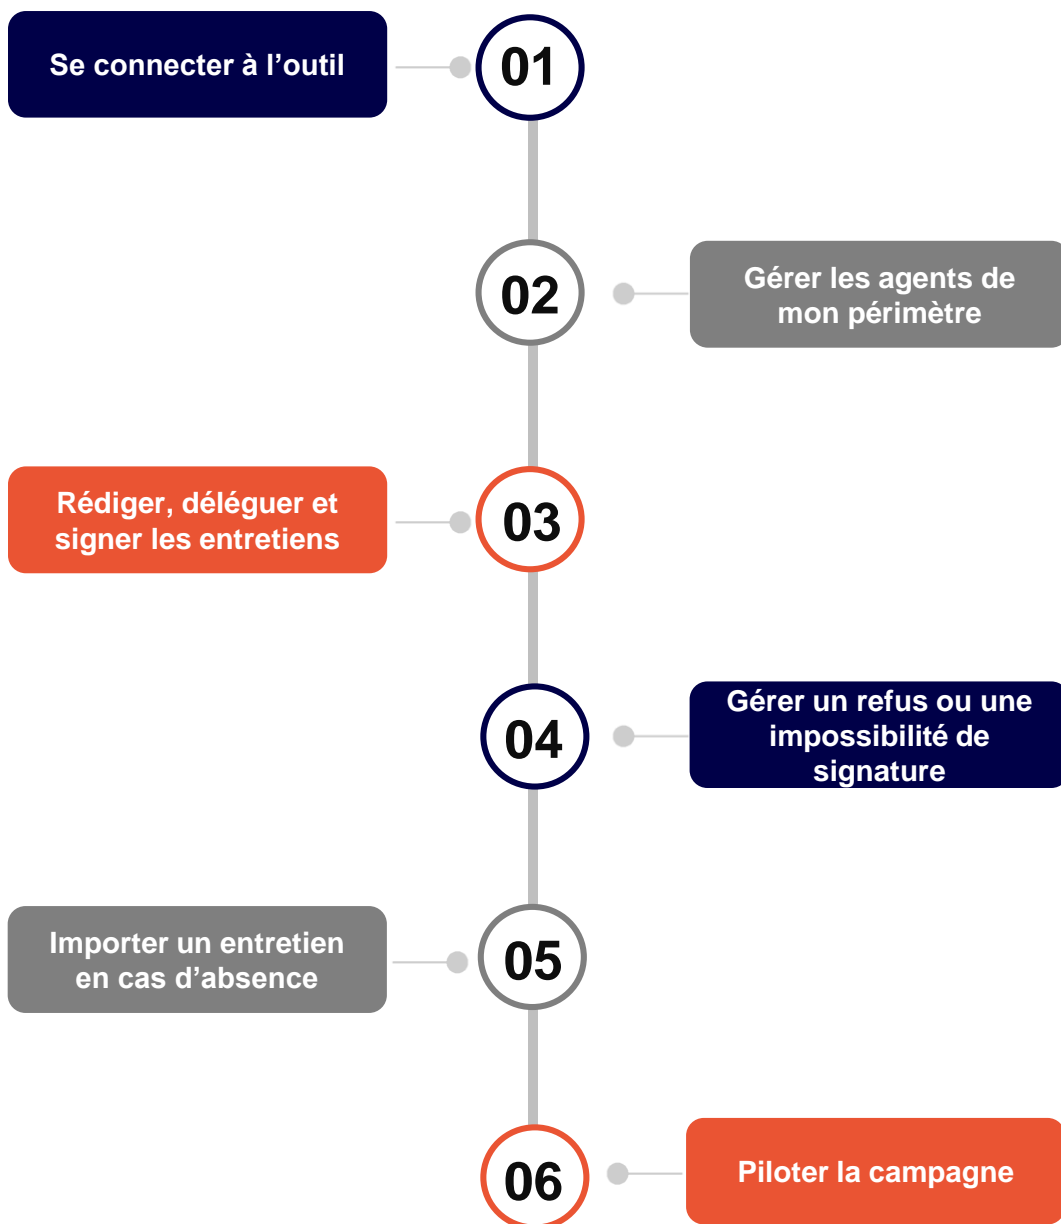 Se connecter à l’outil
01
02
Gérer les agents de
mon périmètre
Rédiger, déléguer et
signer les entretiens
03
04
Gérer un refus ou une
impossibilité de
signature
Importer un entretien
en cas d’absence
05
06
Piloter la campagne